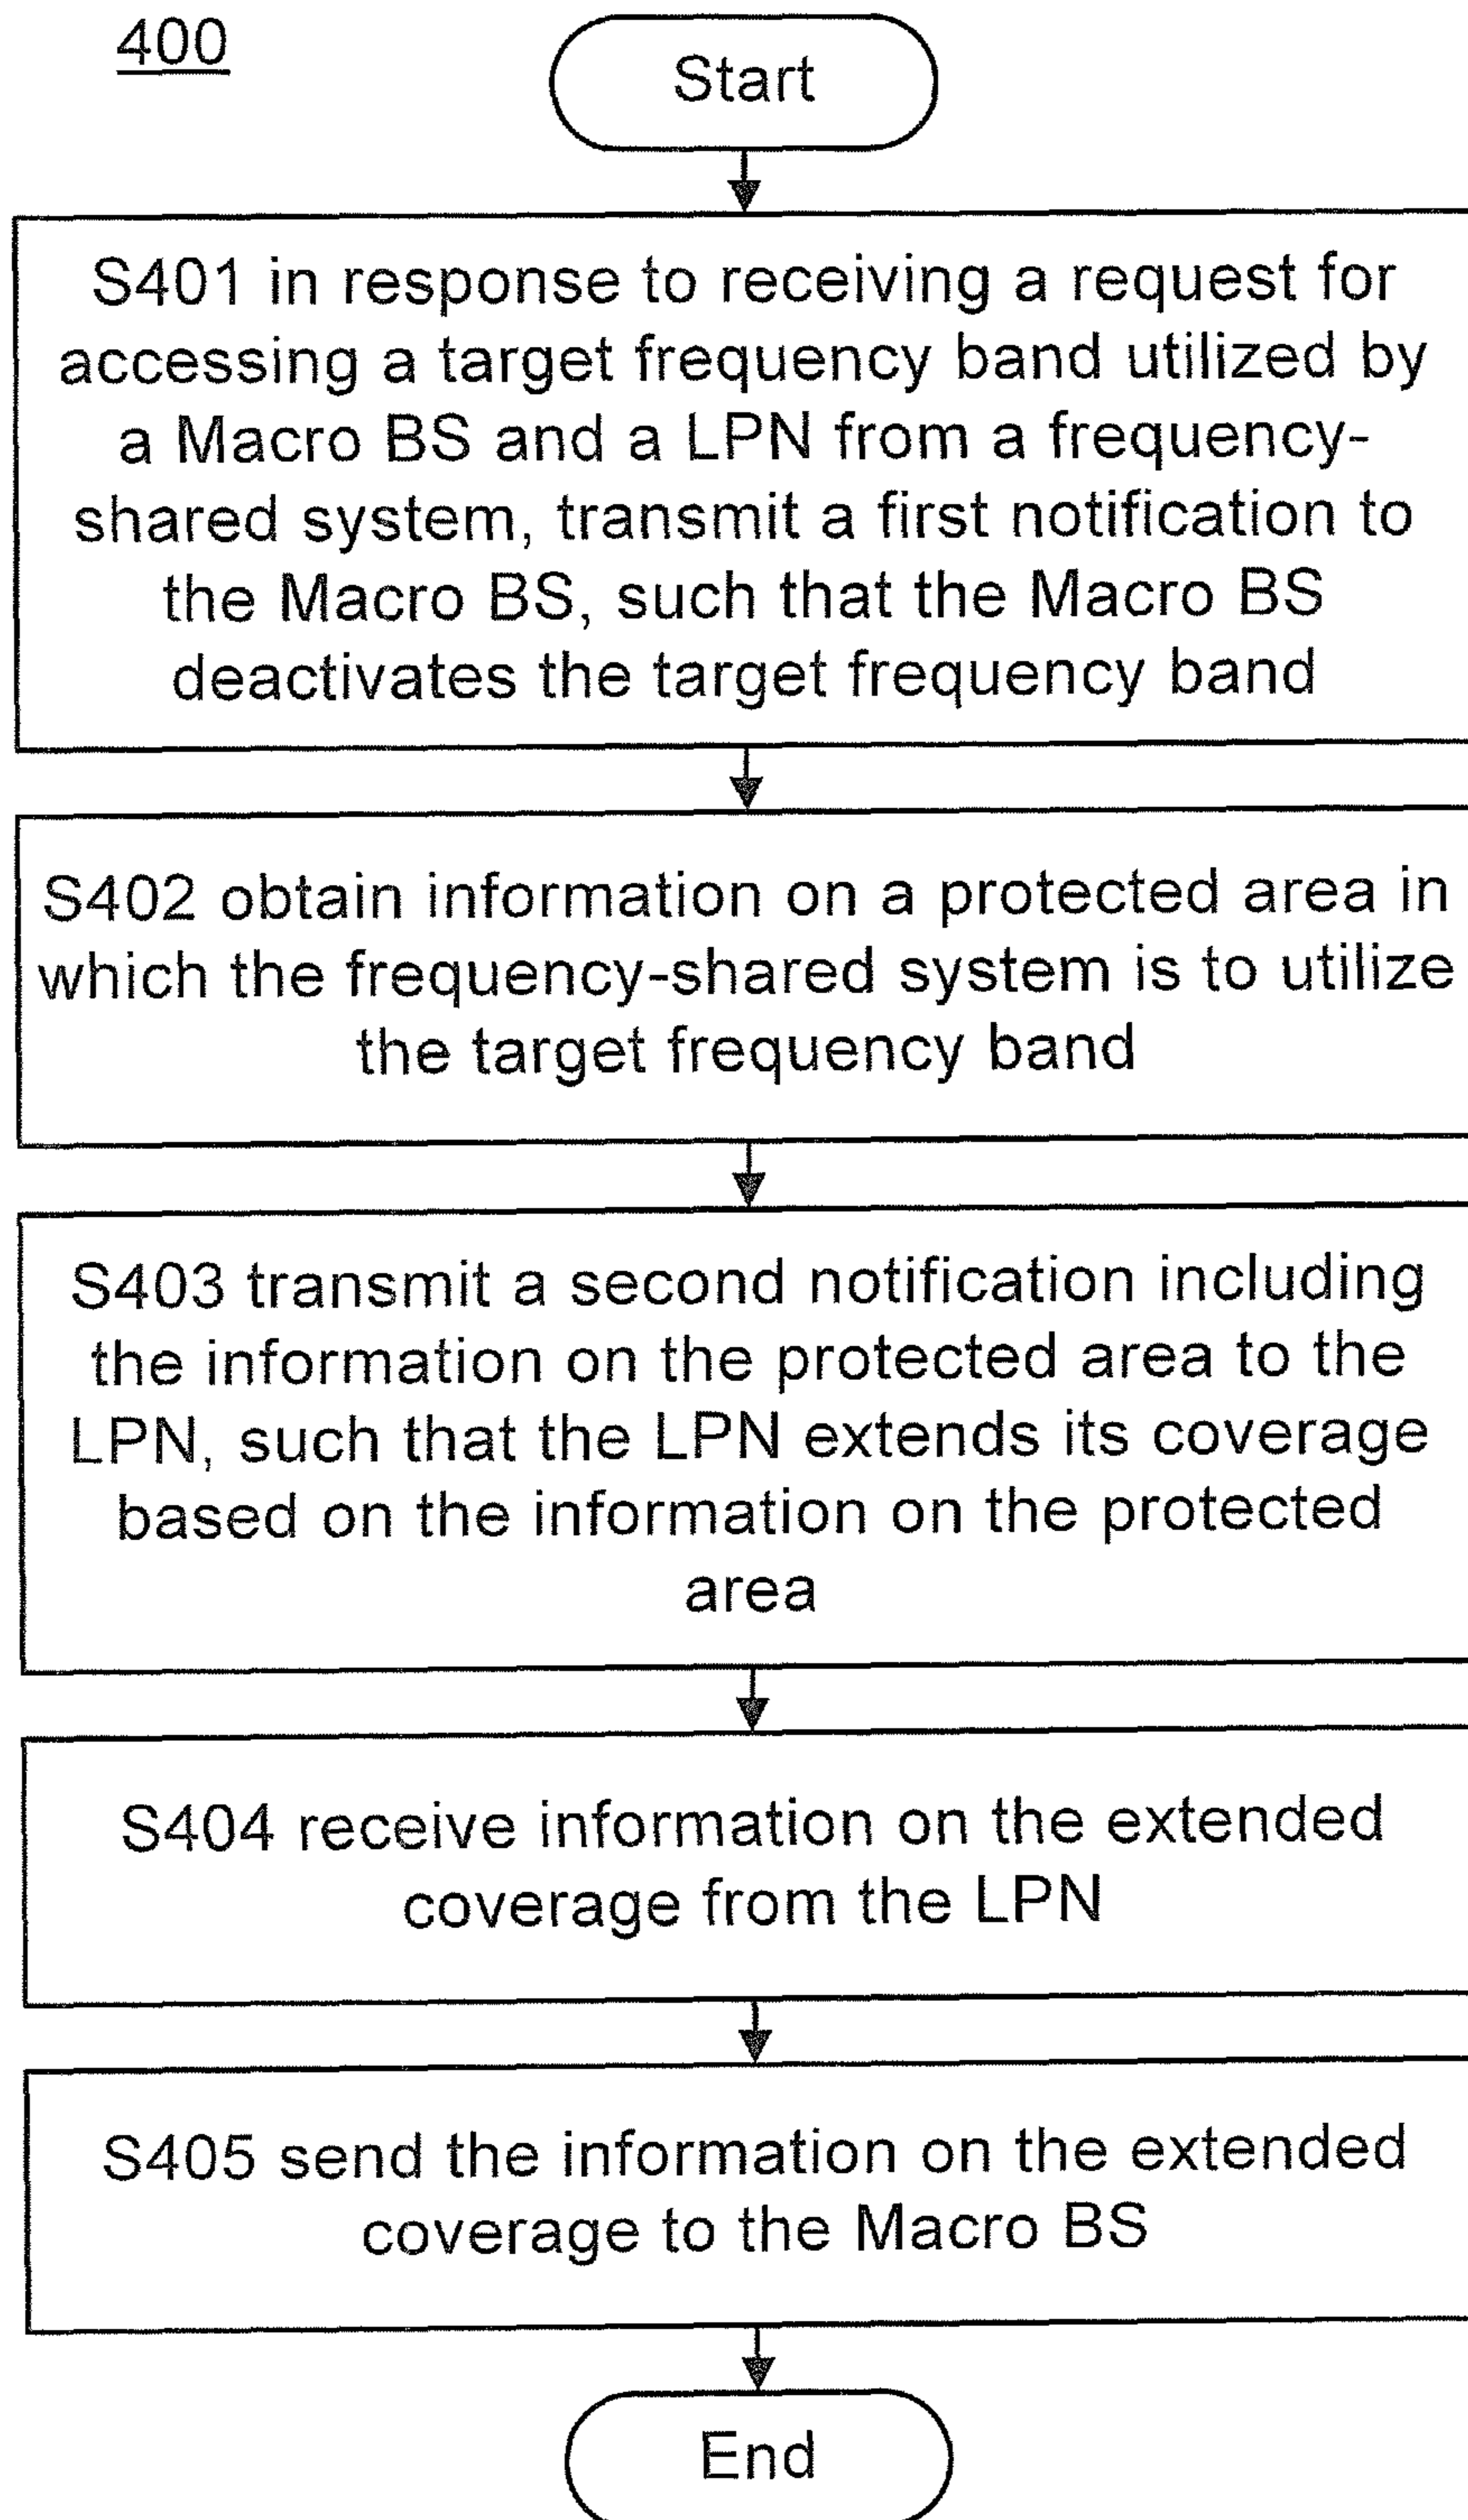 400
Start
S401 in response to receiving a request for
accessing a target frequency band utilized by
a Macro BS and a LPN from a frequency-
shared system, transmit a first notification to
the Macro BS, such that the Macro BS
deactivates the target frequency band
S402 obtain information on a protected area in
which the frequency-shared system is to utilize
the target frequency band
S403 transmit a second notification including
the information on the protected area to the
LPN, such that the LPN extends its coverage
based on the information on the protected
area
S404 receive information on the extended
coverage from the LPN
S405 send the information on the extended
coverage to the Macro BS
End